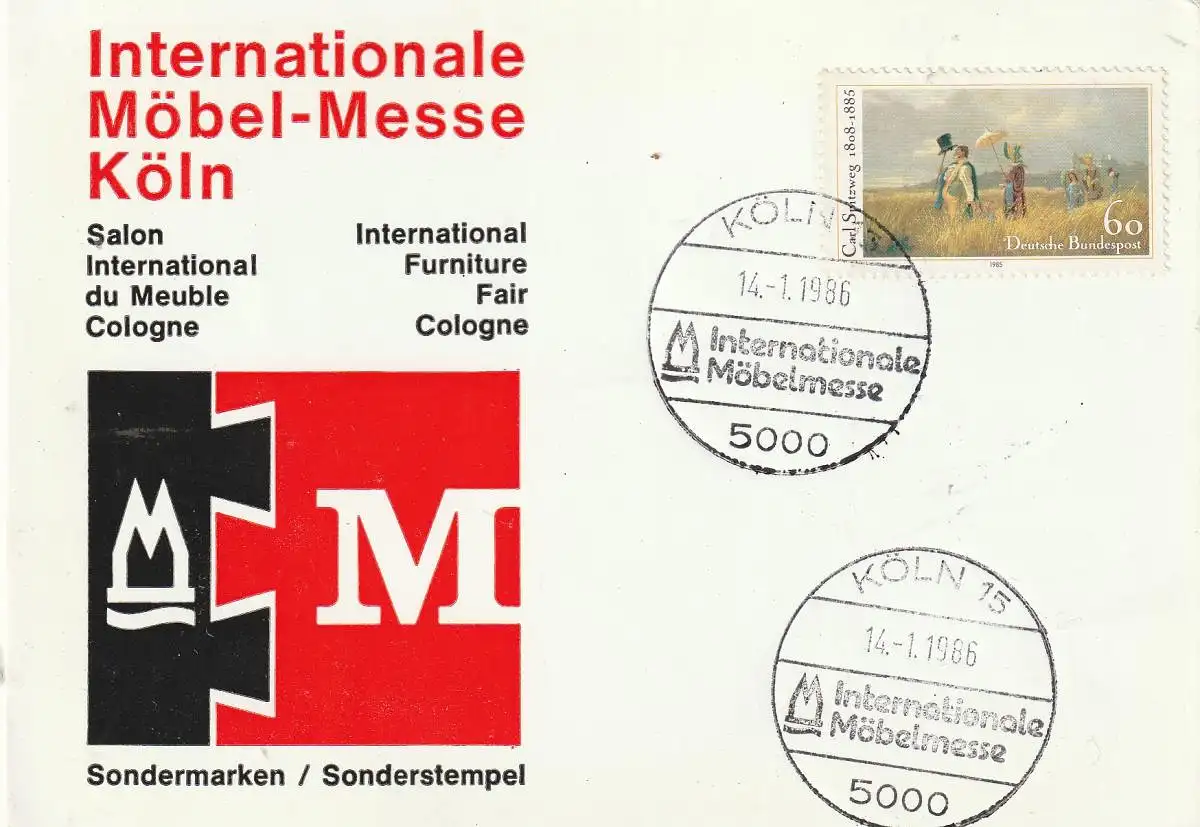 Internationale
Möbel-Messe
Köln
Salon
International
du Meuble
Cologne
International
Furniture
Fair
Cologne
M
Sondermarken / Sonderstempel
Carl Spitzweg 1808-1885
60
Deutsche Bundespost
1985
KÖLN
14.-1.1986
Internationale
Möbelmesse
5000
KÖLN 15
14.-1.1986
Internationale
Möbelmesse
5000